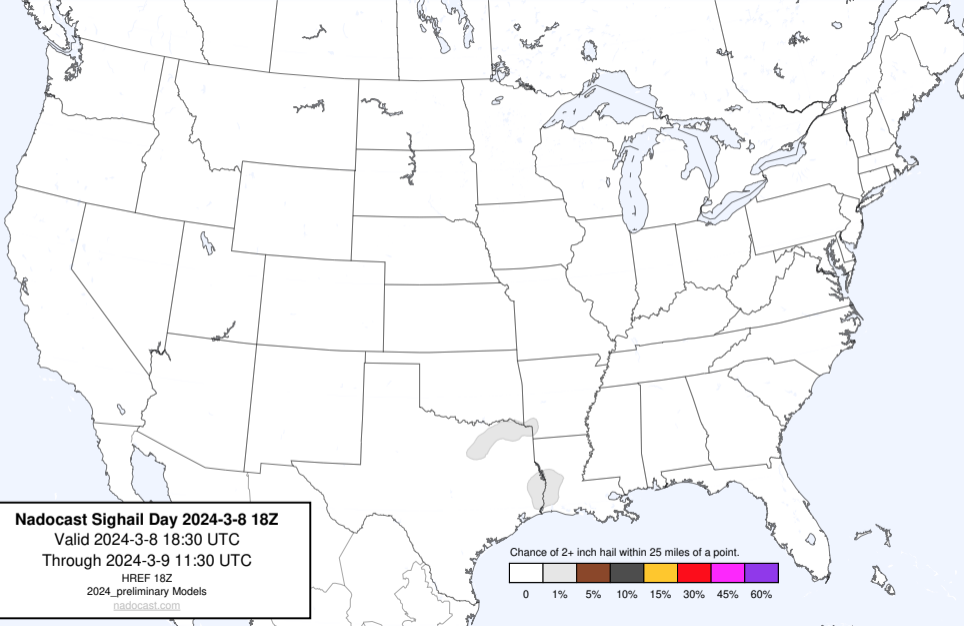 Nadocast Sighail Day 2024-3-8 18Z
Valid 2024-3-8 18:30 UTC
Through 2024-3-9 11:30 UTC
HREF 18Z
2024_preliminary Models
nadocast.com
Chance of 2+ inch hail within 25 miles of a point.
0 1% 5% 10% 15% 30% 45% 60%